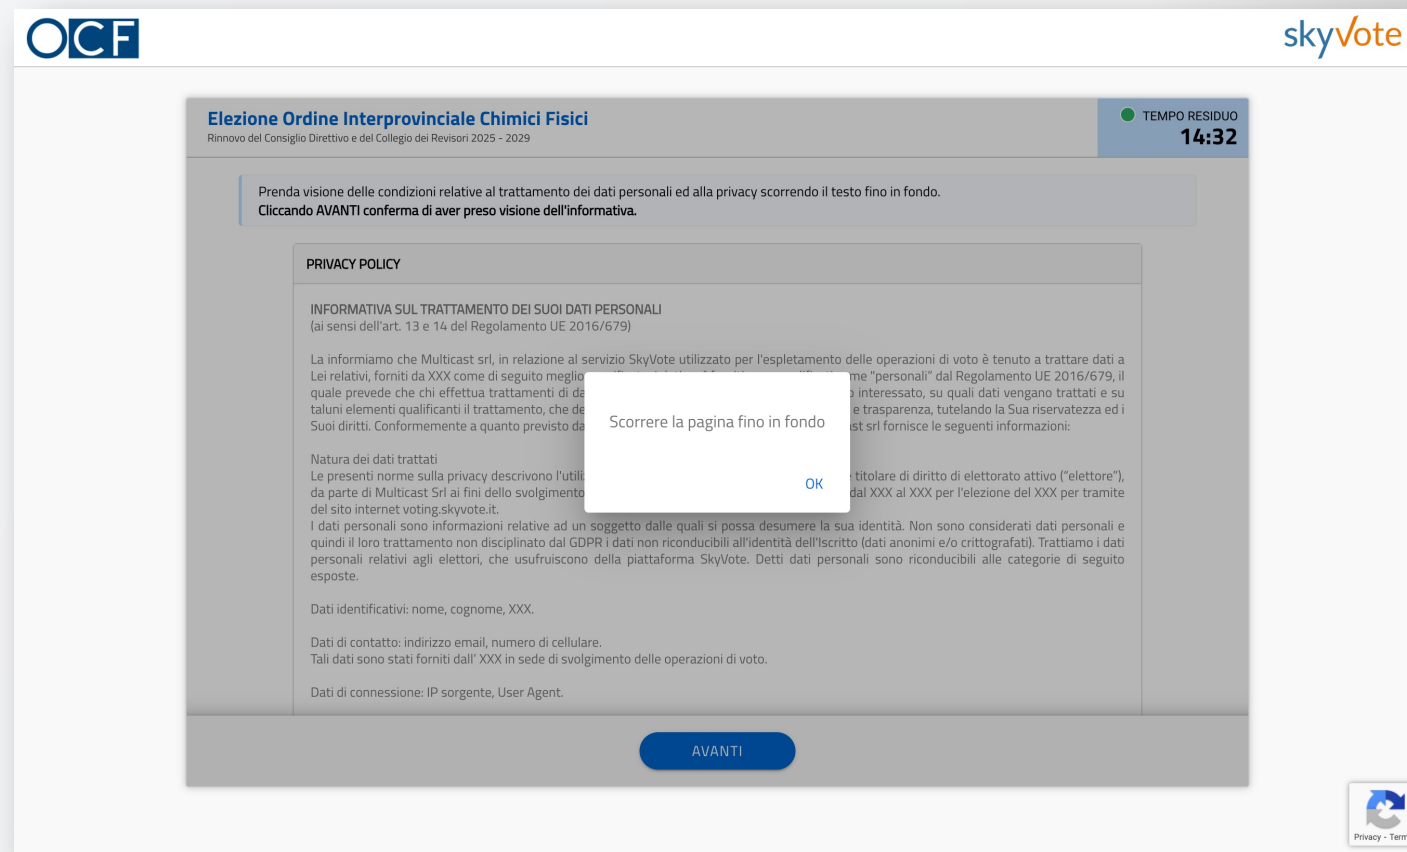 OCF
skyvote
Elezione Ordine Interprovinciale Chimici Fisici
Rinnovo del Consiglio Direttivo e del Collegio dei Revisori 2025 - 2029
TEMPO RESIDUO
14:32
Prenda visione delle condizioni relative al trattamento dei dati personali ed alla privacy scorrendo il testo fino in fondo.
Cliccando AVANTI conferma di aver preso visione dell'informativa.
PRIVACY POLICY
INFORMATIVA SUL TRATTAMENTO DEI SUOI DATI PERSONALI
(ai sensi dell'art. 13 e 14 del Regolamento UE 2016/679)
La informiamo che Multicast srl, in relazione al servizio SkyVote utilizzato per l'espletamento delle operazioni di voto è tenuto a trattare dati a
Lei relativi, forniti da XXX come di seguito meglio "personali" dal Regolamento UE 2016/679, il
quale prevede che chi effettua trattamenti di interessato, su quali dati vengano trattati e su
taluni elementi qualificanti il trattamento, che e trasparenza, tutelando la Sua riservatezza ed i
Suoi diritti. Conformemente a quanto previsto srl fornisce le seguenti informazioni:
Scorrere la pagina fino in fondo
OK
Natura dei dati trattati
Le presenti norme sulla privacy descrivono titolare di diritto di elettorato attivo (“elettore”),
da parte di Multicast Srl ai fini dello svolgimento dal XXX al XXX per l'elezione del XXX per tramite
del sito internet voting.skyvote.it.
I dati personali sono informazioni relative ad un soggetto dalle quali si possa desumere la sua identità. Non sono considerati dati personali e
quindi il loro trattamento non disciplinato dal GDPR i dati non riconducibili all'identità dell'Iscritto (dati anonimi e/o crittografati). Trattiamo i dati
personali relativi agli elettori, che usufruiscono della piattaforma SkyVote. Detti dati personali sono riconducibili alle categorie di seguito
esposte.
Dati identificativi: nome, cognome, XXX.
Dati di contatto: indirizzo email, numero di cellulare.
Tali dati sono stati forniti dall' XXX in sede di svolgimento delle operazioni di voto.
Dati di connessione: IP sorgente, User Agent.
AVANTI
Privacy -